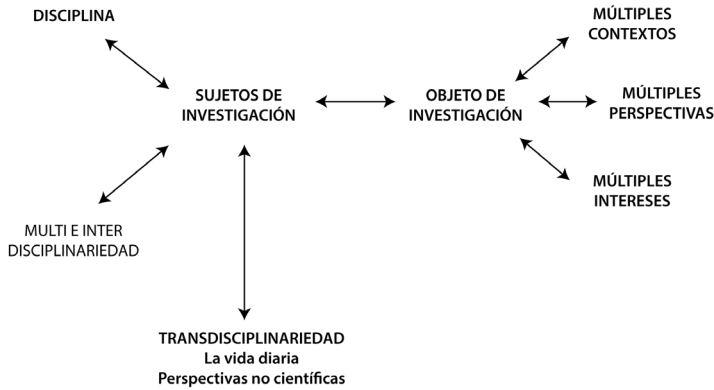 DISCIPLINA
SUJETOS DE
INVESTIGACIÓN
OBJETO DE
INVESTIGACIÓN
MÚLTIPLES
CONTEXTOS
MÚLTIPLES
PERSPECTIVAS
MÚLTIPLES
INTERESES
MULTI E INTER
DISCIPLINARIEDAD
TRANSDISCIPLINARIEDAD
La vida diaria
Perspectivas no científicas